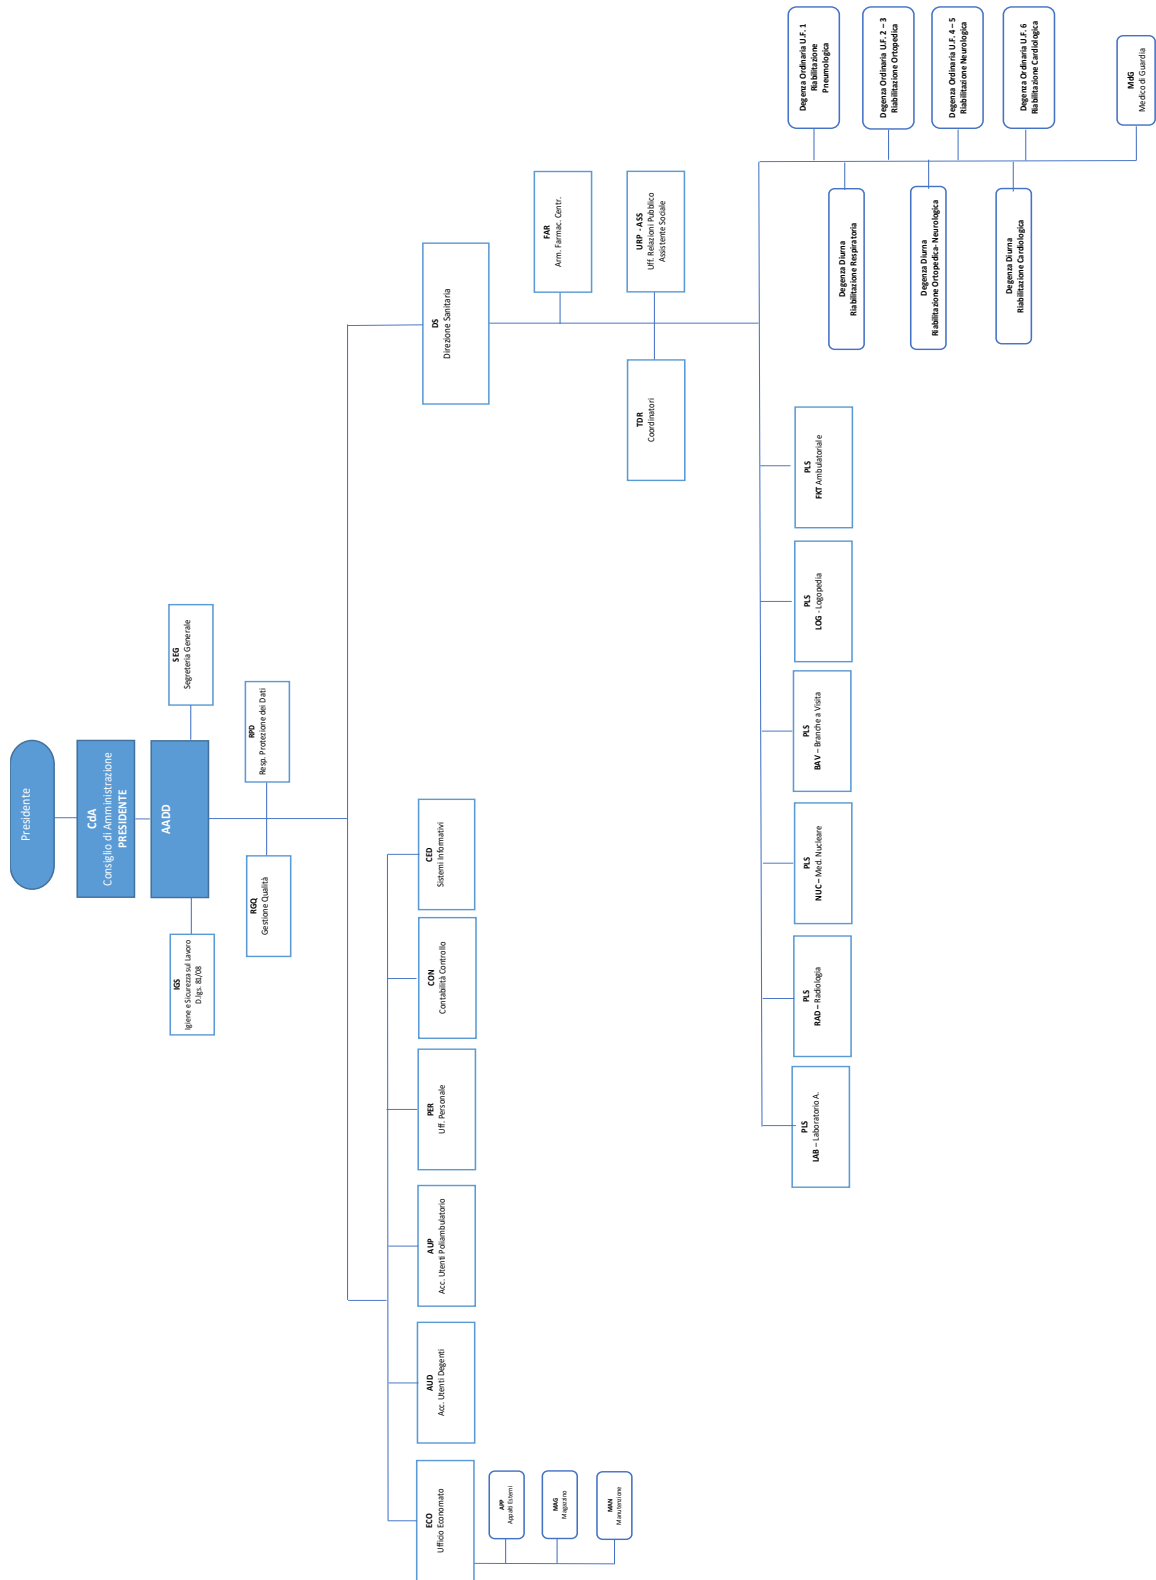 Presidente
CdA
Consiglio di Amministrazione
PRESIDENTE
AADD
IGS
Igiene e Sicurezza sul Lavoro
D.lgs. 81/08
SEG
Segreteria Generale
RGQ
Gestione Qualità
RPD
Resp. Protezione dei Dati
ECO
Ufficio Economato
AUD
Acc. Utenti Degenti
AUP
Acc. Utenti Poliambulatorio
PER
Uff. Personale
CON
Contabilità Controllo
CED
Sistemi Informativi
DS
Direzione Sanitaria
APP
Appalti Esterni
MAG
Magazzino
MAN
Manutenzione
FAR
Arm. Farmac. Centr.
TDR
Coordinatori
URP - ASS
Uff. Relazioni Pubblico
Assistente Sociale
PLS
LAB – Laboratorio A.
PLS
RAD – Radiologia
PLS
NUC – Med. Nucleare
PLS
BAV – Branche a Visita
PLS
LOG - Logopedia
PLS
FKT Ambulatoriale
Degenza Ordinaria U.F. 1
Riabilitazione
Pneumologica
Degenza Ordinaria U.F. 2 – 3
Riabilitazione Ortopedica
Degenza Ordinaria U.F. 4 – 5
Riabilitazione Neurologica
Degenza Ordinaria U.F. 6
Riabilitazione Cardiologica
Degenza Diurna
Riabilitazione Respiratoria
Degenza Diurna
Riabilitazione Ortopedica- Neurologica
Degenza Diurna
Riabilitazione Cardiologica
MdG
Medico di Guardia